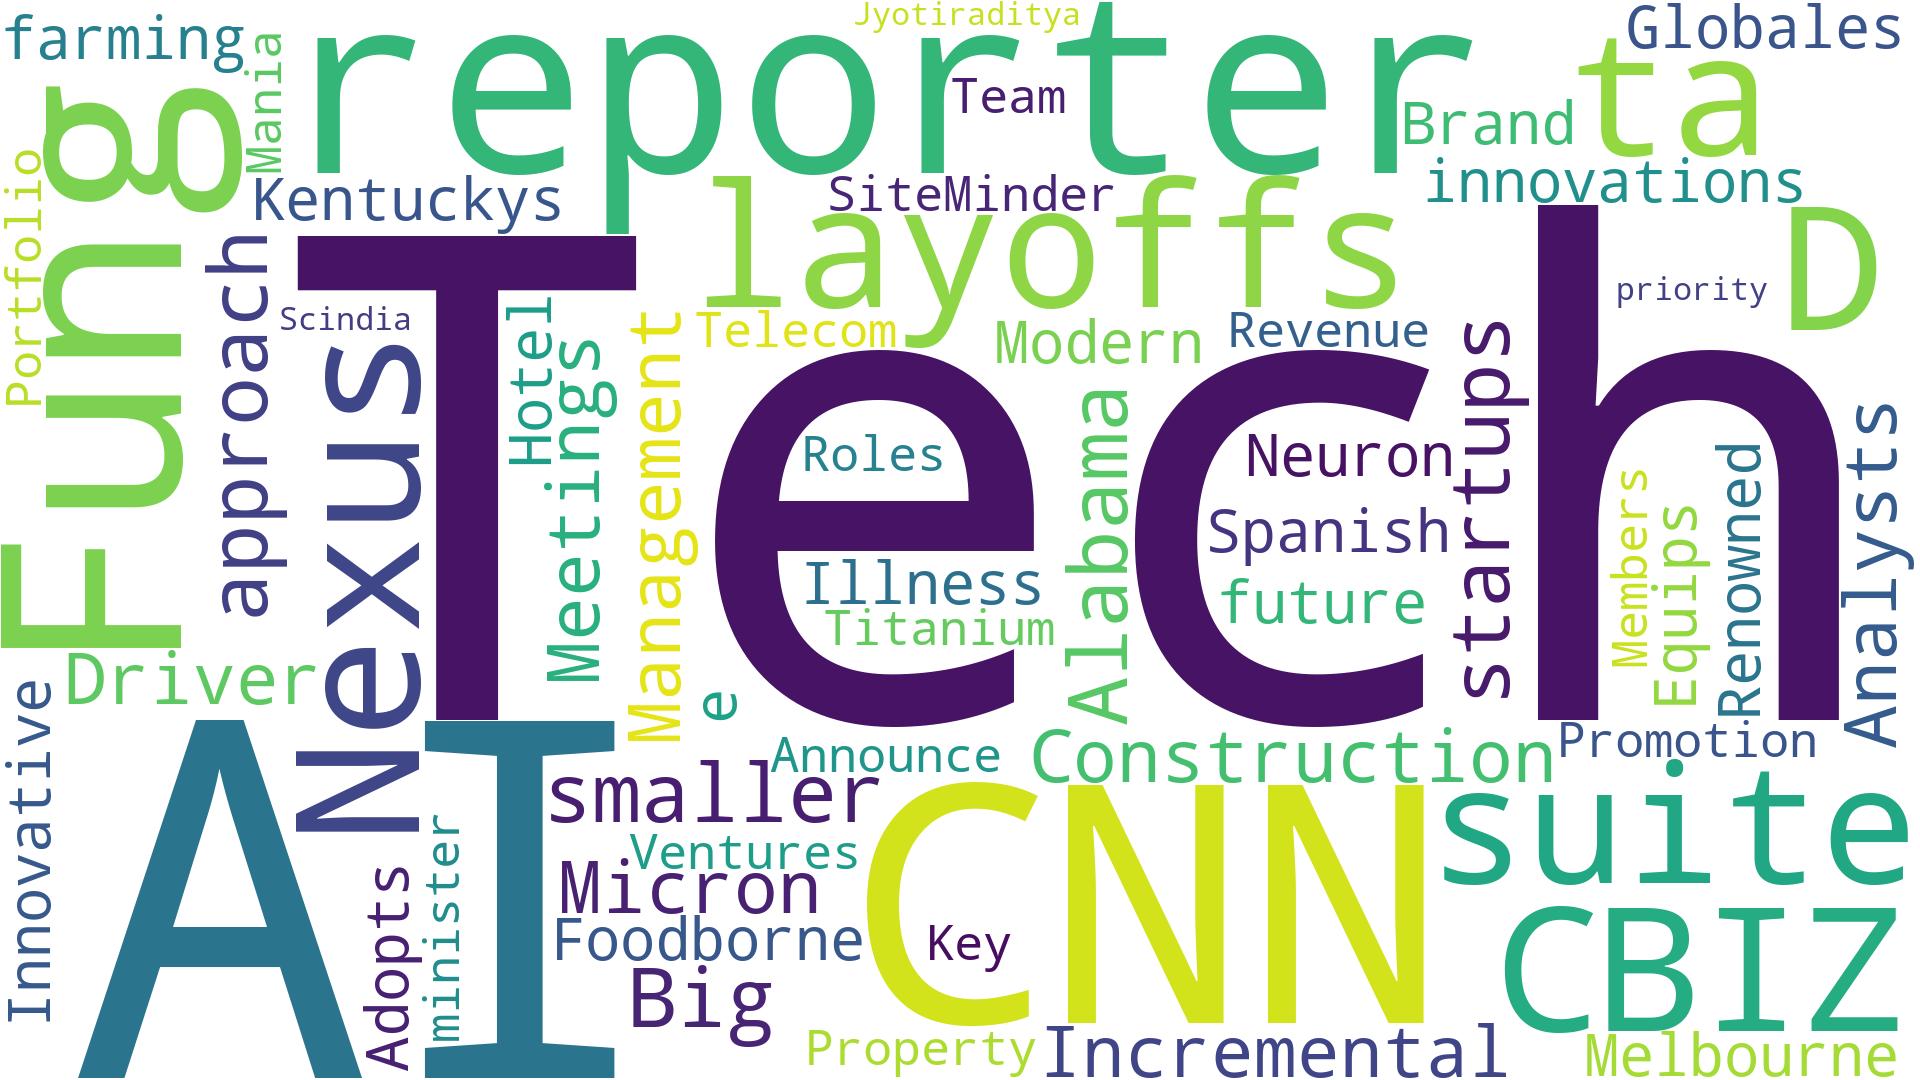 farming
Mania
reporter
Jyotiraditya
Team
Globales
Brand
ta
Fung
Portfolio
Kentuckys
SiteMinder
innovations
layoffs
D
approach
Scindia
Nexus
Tech
Hotel
Meetings
Management
Telecom
Modern
Revenue
priority
startups
Alabama
Roles
Neuron
Spanish
Illness
Titanium
future
Members
Equips
Renowned
Analysts
Driver
e
Innovative
AI
Announce
Construction
Promotion
smaller
suite
Ventures
Micron
CNN
Adopts
minister
Foodborne
Key
CBIZ
Big
Property
Incremental
Melbourne